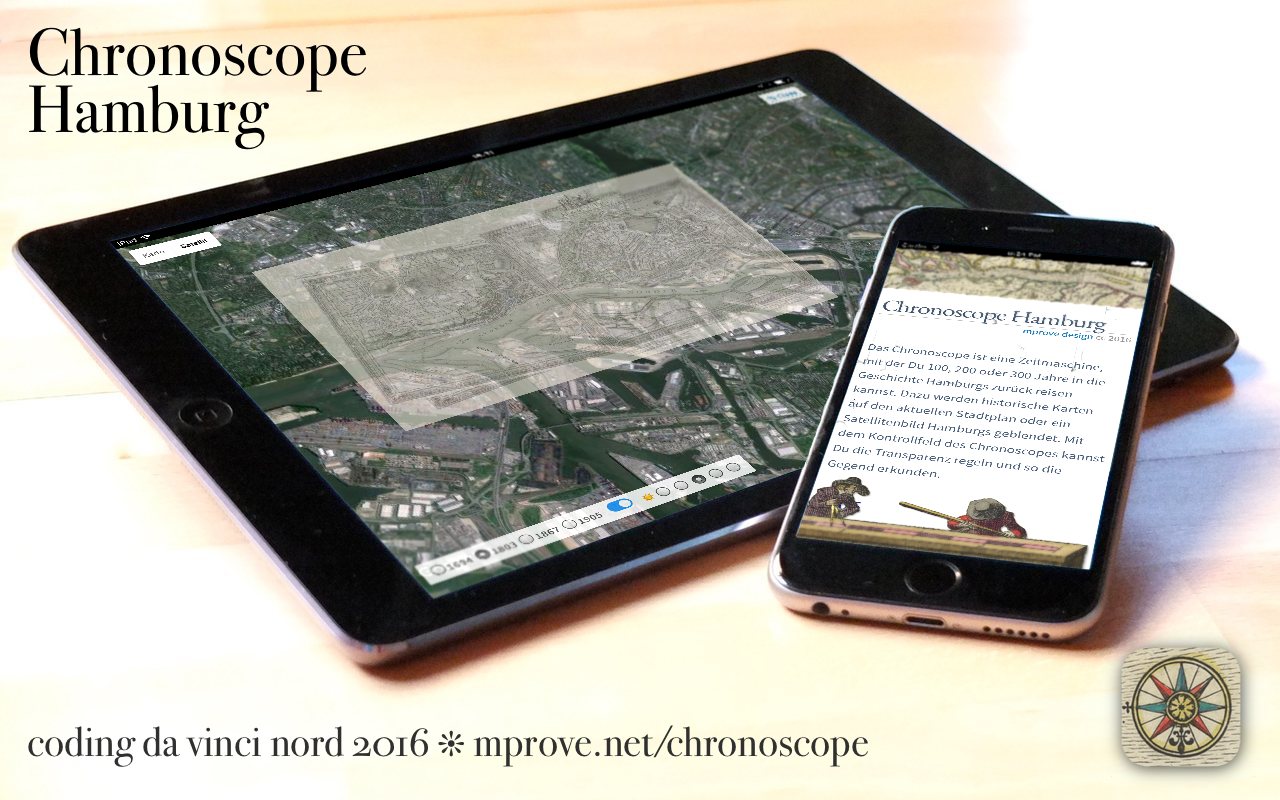 Chronoscope
Hamburg
iPad
Karte Satellit
1694 1803 1867 1905
Chronoscope Hamburg
mprove design cc 2016
Das Chronoscope ist eine Zeitmaschine,
mit der Du 100, 200 oder 300 Jahre in die
Geschichte Hamburgs zurück reisen
kannst. Dazu werden historische Karten
auf den aktuellen Stadtplan oder ein
Satellitenbild Hamburgs geblendet. Mit
dem Kontrollfeld des Chronoscopes kannst
Du die Transparenz regeln und so die
Gegend erkunden.
coding da vinci nord 2016 ❊ mprove.net/chronoscope